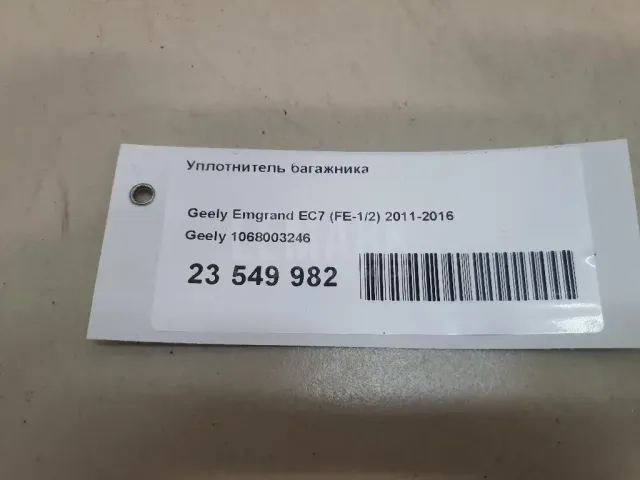 Уплотнитель багажника
Geely Emgrand EC7 (FE-1/2) 2011-2016
Geely 1068003246
23 549 982